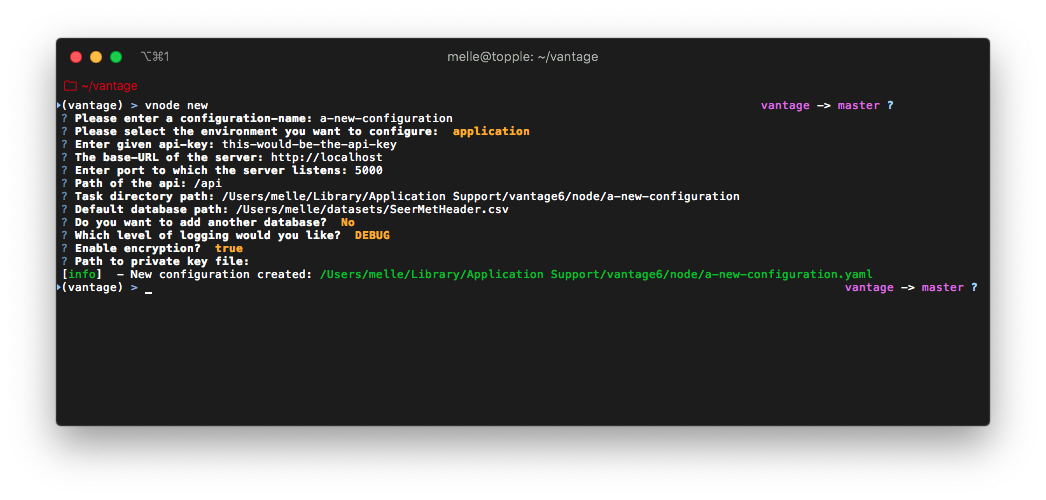 ⌥⌘1 melle@topple: ~/vantage
~/vantage
(vantage) > vnode new vantage —> master ?
? Please enter a configuration-name: a-new-configuration
? Please select the environment you want to configure: application
? Enter given api-key: this-would-be-the-api-key
? The base-URL of the server: http://localhost
? Enter port to which the server listens: 5000
? Path of the api: /api
? Task directory path: /Users/melle/Library/Application Support/vantage6/node/a-new-configuration
? Default database path: /Users/melle/datasets/SeerMetHeader.csv
? Do you want to add another database? No
? Which level of logging would you like? DEBUG
? Enable encryption? true
? Path to private key file:
[info] - New configuration created: /Users/melle/Library/Application Support/vantage6/node/a-new-configuration.yaml
(vantage) > _ vantage —> master ?